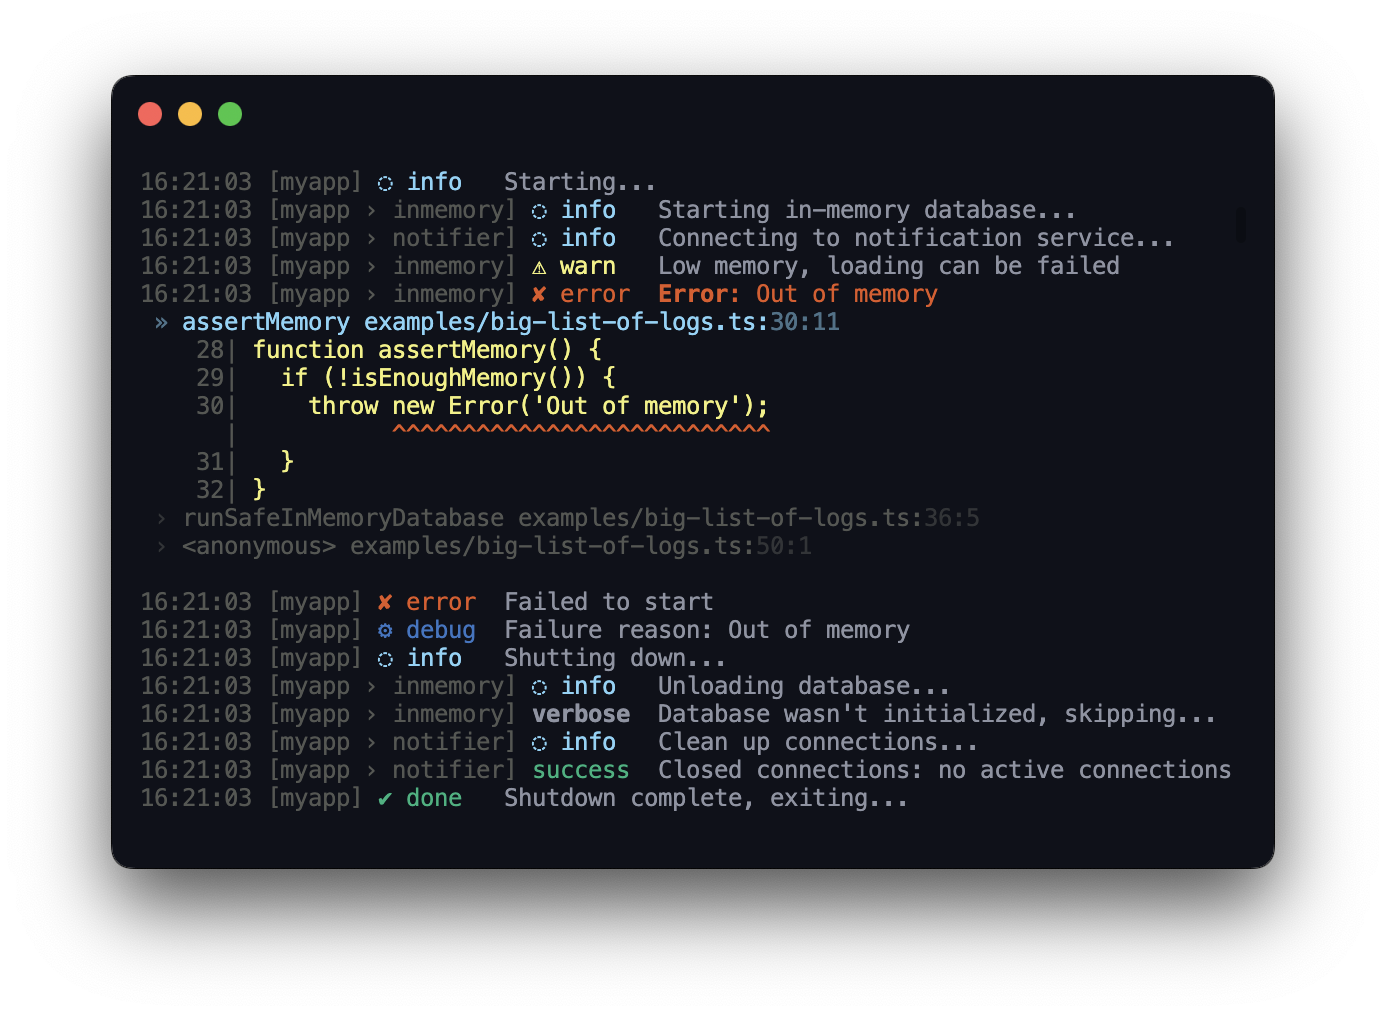 16:21:03 [myapp] ◌ info   Starting...
16:21:03 [myapp › inmemory] ◌ info   Starting in-memory database...
16:21:03 [myapp › notifier] ◌ info   Connecting to notification service...
16:21:03 [myapp › inmemory] ⚠ warn   Low memory, loading can be failed
16:21:03 [myapp › inmemory] ✘ error  Error: Out of memory
 » assertMemory examples/big-list-of-logs.ts:30:11
    28| function assertMemory() {
    29|   if (!isEnoughMemory()) {
    30|     throw new Error('Out of memory');
      |           ^^^^^^^^^^^^^^^^^^^^^^^^^^^
    31|   }
    32| }
 › runSafeInMemoryDatabase examples/big-list-of-logs.ts:36:5
 › <anonymous> examples/big-list-of-logs.ts:50:1
16:21:03 [myapp] ✘ error  Failed to start
16:21:03 [myapp] ⚙ debug  Failure reason: Out of memory
16:21:03 [myapp] ◌ info   Shutting down...
16:21:03 [myapp › inmemory] ◌ info   Unloading database...
16:21:03 [myapp › inmemory] verbose  Database wasn't initialized, skipping...
16:21:03 [myapp › notifier] ◌ info   Clean up connections...
16:21:03 [myapp › notifier] success  Closed connections: no active connections
16:21:03 [myapp] ✔ done   Shutdown complete, exiting...